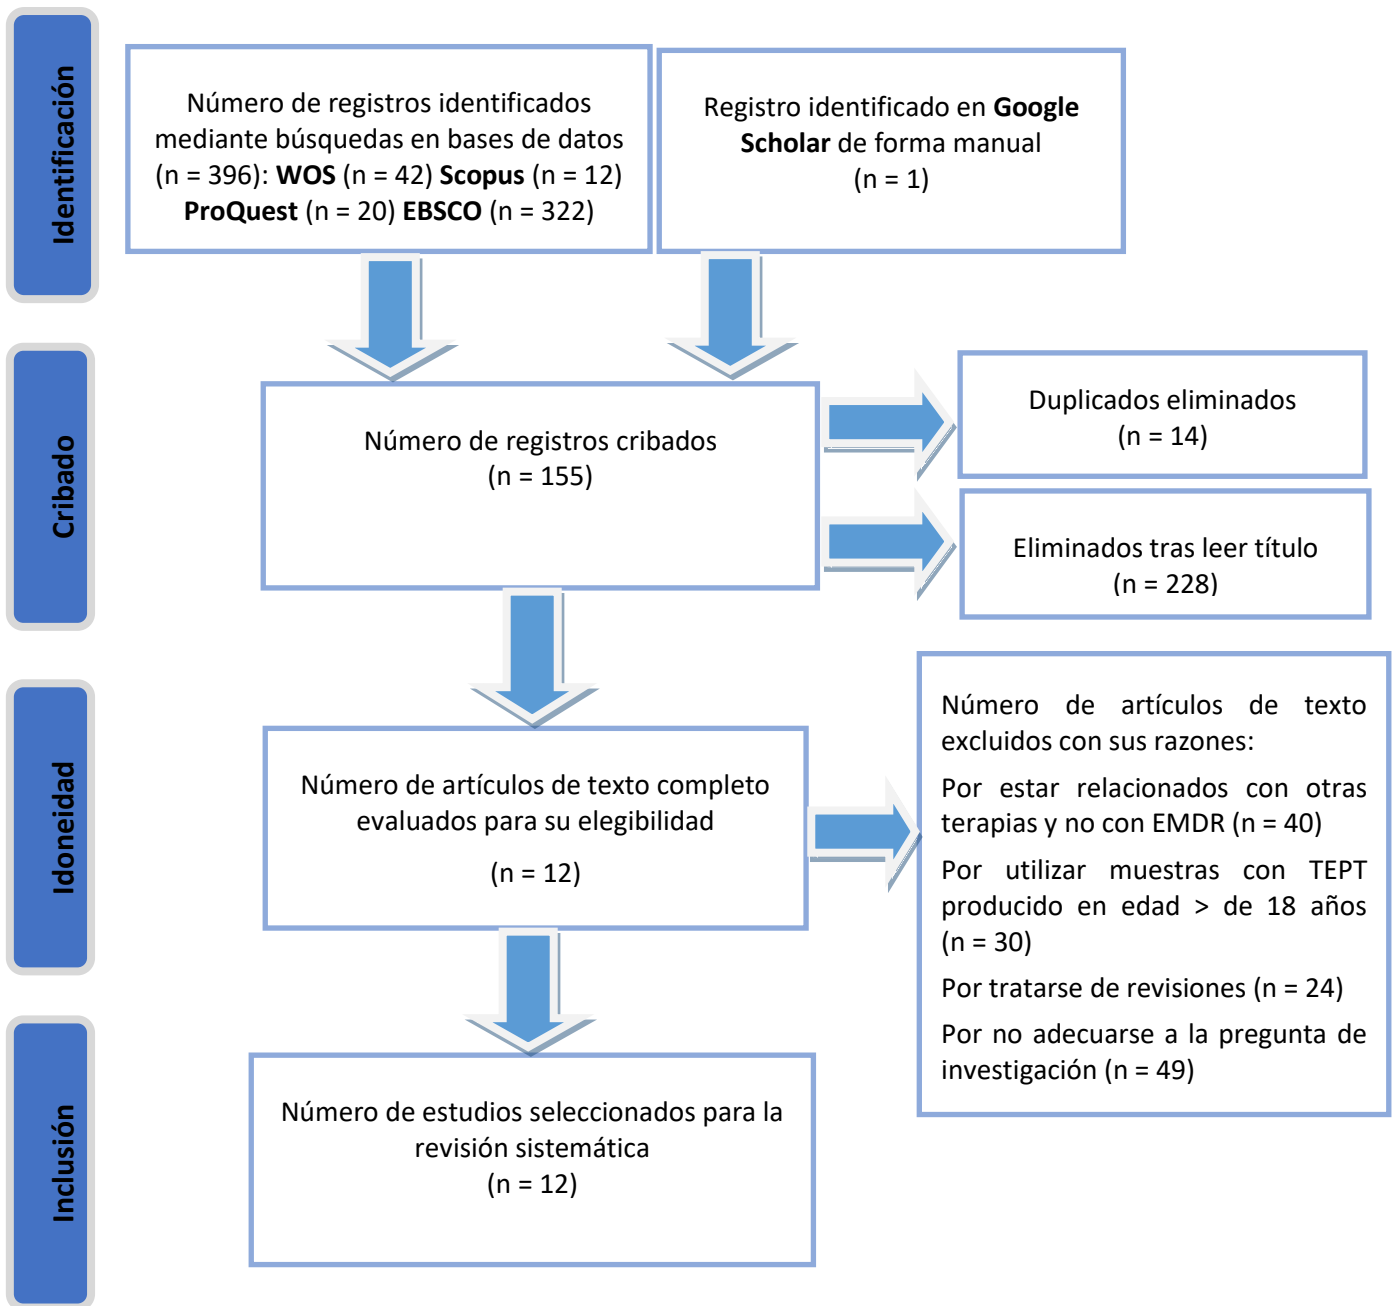 Identificación
Número de registros identificados
mediante búsquedas en bases de datos
(n = 396): WOS (n = 42) Scopus (n = 12)
ProQuest (n = 20) EBSCO (n = 322)
Registro identificado en Google
Scholar de forma manual
(n = 1)
Cribado
Número de registros cribados
(n = 155)
Duplicados eliminados
(n = 14)
Eliminados tras leer título
(n = 228)
Idoneidad
Número de artículos de texto completo
evaluados para su elegibilidad
(n = 12)
Número de artículos de texto
excluidos con sus razones:
Por estar relacionados con otras
terapias y no con EMDR (n = 40)
Por utilizar muestras con TEPT
producido en edad > de 18 años
(n = 30)
Por tratarse de revisiones (n = 24)
Por no adecuarse a la pregunta de
investigación (n = 49)
Inclusión
Número de estudios seleccionados para la
revisión sistemática
(n = 12)